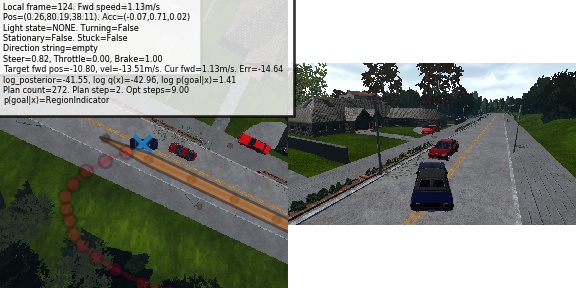 Local frame=124. Fwd speed=1.13m/s
Pos=(0.26,80.19,38.11). Acc=(-0.07,0.71,0.02)
Light state=NONE. Turning=False
Stationary=False. Stuck=False
Direction string=empty
Steer=0.82, Throttle=0.00, Brake=1.00
Target fwd pos=-10.80, vel=-13.51m/s. Cur fwd=1.13m/s. Err=-14.64
log_posterior=-41.55, log q(x)=-42.96, log p(goal|x)=1.41
Plan count=272. Plan step=2. Opt steps=9.00
p(goal|x)=RegionIndicator